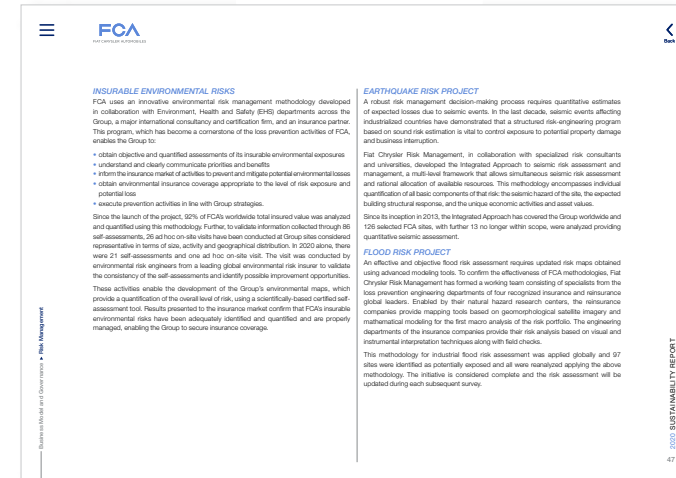 FCA
FIAT CHRYSLER AUTOMOBILES
Back
INSURABLE ENVIRONMENTAL RISKS
FCA uses an innovative environmental risk management methodology developed
in collaboration with Environment, Health and Safety (EHS) departments across the
Group, a major international consultancy and certification firm, and an insurance partner.
This program, which has become a cornerstone of the loss prevention activities of FCA,
enables the Group to:
• obtain objective and quantified assessments of its insurable environmental exposures
• understand and clearly communicate priorities and benefits
• inform the insurance market of activities to prevent and mitigate potential environmental losses
• obtain environmental insurance coverage appropriate to the level of risk exposure and
potential loss
• execute prevention activities in line with Group strategies.
Since the launch of the project, 92% of FCA's worldwide total insured value was analyzed
and quantified using this methodology. Further, to validate information collected through 86
self-assessments, 26 ad hoc on-site visits have been conducted at Group sites considered
representative in terms of size, activity and geographical distribution. In 2020 alone, there
were 21 self-assessments and one ad hoc on-site visit. The visit was conducted by
environmental risk engineers from a leading global environmental risk insurer to validate
the consistency of the self-assessments and identify possible improvement opportunities.
These activities enable the development of the Group's environmental maps, which
provide a quantification of the overall level of risk, using a scientifically-based certified self-
assessment tool. Results presented to the insurance market confirm that FCA's insurable
environmental risks have been adequately identified and quantified and are properly
managed, enabling the Group to secure insurance coverage.
EARTHQUAKE RISK PROJECT
A robust risk management decision-making process requires quantitative estimates
of expected losses due to seismic events. In the last decade, seismic events affecting
industrialized countries have demonstrated that a structured risk-engineering program
based on sound risk estimation is vital to control exposure to potential property damage
and business interruption.
Fiat Chrysler Risk Management, in collaboration with specialized risk consultants
and universities, developed the Integrated Approach to seismic risk assessment and
management, a multi-level framework that allows simultaneous seismic risk assessment
and rational allocation of available resources. This methodology encompasses individual
quantification of all basic components of that risk: the seismic hazard of the site, the expected
building structural response, and the unique economic activities and asset values.
Since its inception in 2013, the Integrated Approach has covered the Group worldwide and
126 selected FCA sites, with further 13 no longer within scope, were analyzed providing
quantitative seismic assessment.
FLOOD RISK PROJECT
An effective and objective flood risk assessment requires updated risk maps obtained
using advanced modeling tools. To confirm the effectiveness of FCA methodologies, Fiat
Chrysler Risk Management has formed a working team consisting of specialists from the
loss prevention engineering departments of four recognized insurance and reinsurance
global leaders. Enabled by their natural hazard research centers, the reinsurance
companies provide mapping tools based on geomorphological satellite imagery and
mathematical modeling for the first macro analysis of the risk portfolio. The engineering
departments of the insurance companies provide their risk analysis based on visual and
instrumental interpretation techniques along with field checks.
This methodology for industrial flood risk assessment was applied globally and 97
sites were identified as potentially exposed and all were reanalyzed applying the above
methodology. The initiative is considered complete and the risk assessment will be
updated during each subsequent survey.
Business Model and Governance ► Risk Management
2020 SUSTAINABILITY REPORT
47